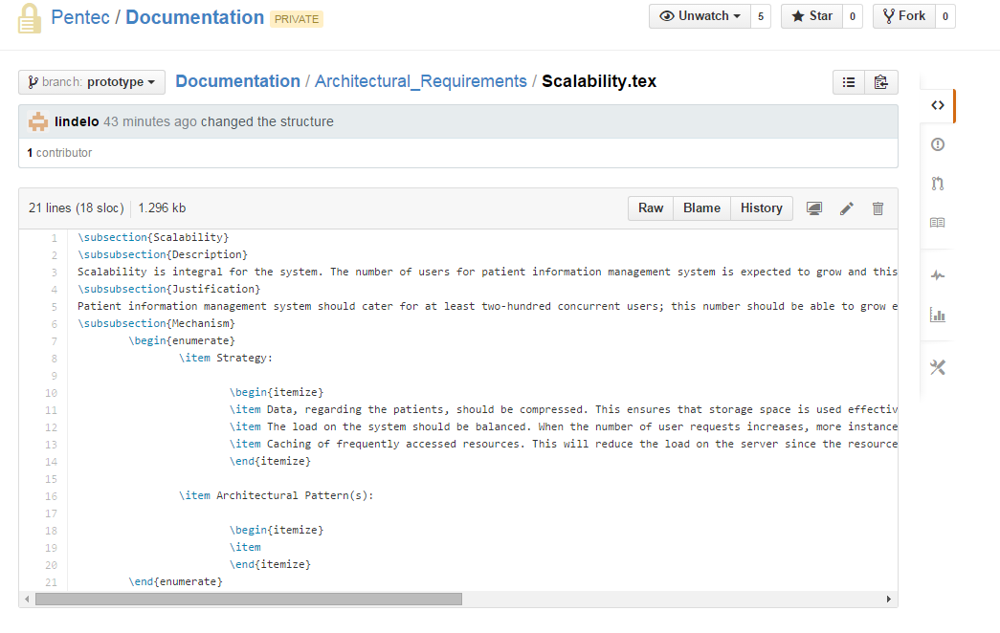 Pentec / Documentation PRIVATE
Unwatch 5 Star 0 Fork 0
branch: prototype Documentation / Architectural_Requirements / Scalability.tex
lindelo 43 minutes ago changed the structure
1 contributor
21 lines (18 sloc) 1.296 kb Raw Blame History
1 \subsection{Scalability}
2 \subsubsection{Description}
3 Scalability is integral for the system. The number of users for patient information management system is expected to grow and this
4 \subsubsection{Justification}
5 Patient information management system should cater for at least two-hundred concurrent users; this number should be able to grow e
6 \subsubsection{Mechanism}
7 \begin{enumerate}
8 \item Strategy:
9
10 \begin{itemize}
11 \item Data, regarding the patients, should be compressed. This ensures that storage space is used effectiv
12 \item The load on the system should be balanced. When the number of user requests increases, more instance
13 \item Caching of frequently accessed resources. This will reduce the load on the server since the resource
14 \end{itemize}
15
16 \item Architectural Pattern(s):
17
18 \begin{itemize}
19 \item
20 \end{itemize}
21 \end{enumerate}